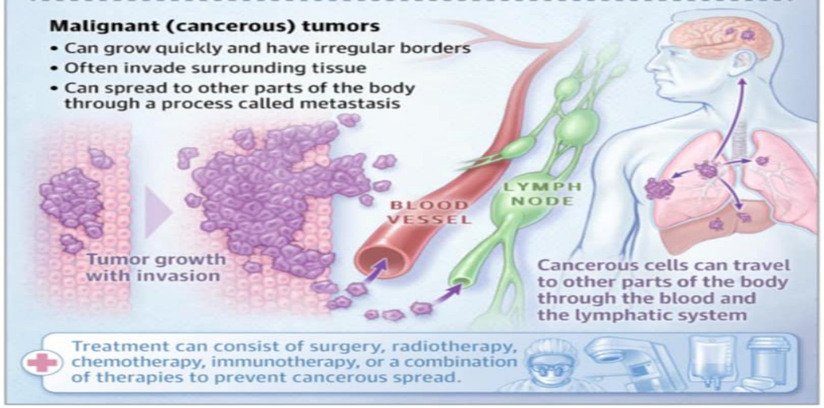 Malignant (cancerous) tumors
• Can grow quickly and have irregular borders
• Often invade surrounding tissue
• Can spread to other parts of the body
through a process called metastasis
Tumor growth
with invasion
BLOOD
VESSEL
LYMPH
NODE
Cancerous cells can travel
to other parts of the body
through the blood and
the lymphatic system
Treatment can consist of surgery, radiotherapy,
chemotherapy, immunotherapy, or a combination
of therapies to prevent cancerous spread.